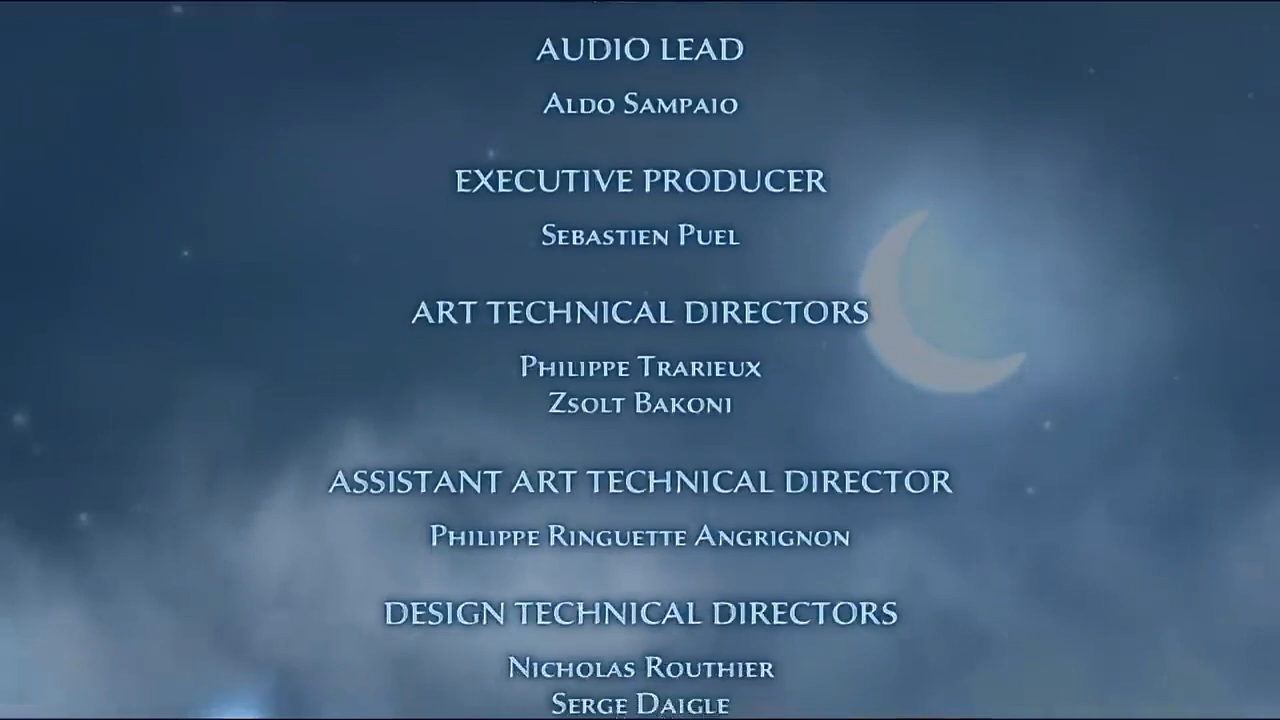 AUDIO LEAD
ALDO SAMPAIO
EXECUTIVE PRODUCER
SEBASTIEN PUEL
ART TECHNICAL DIRECTORS
PHILIPPE TRARIEUX
ZSOLT BAKONI
ASSISTANT ART TECHNICAL DIRECTOR
PHILIPPE RINGUETTE ANGRIGNON
DESIGN TECHNICAL DIRECTORS
NICHOLAS ROUTHIER
SERGE DAIGLE